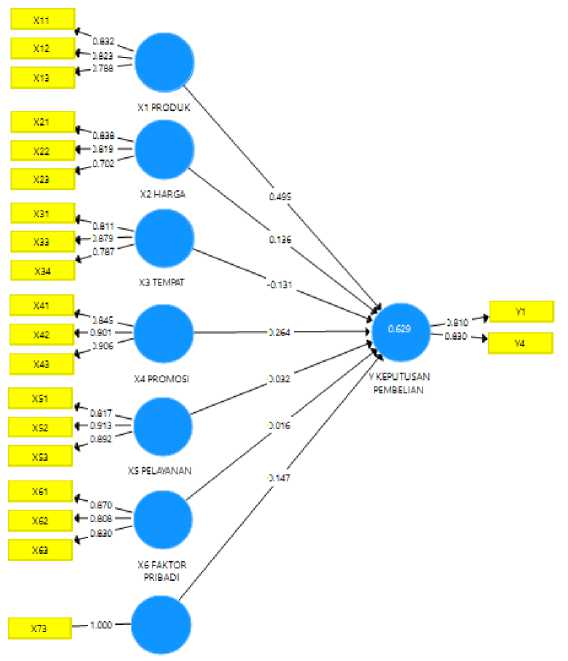 X11
X12
X13
0.832
0.823
0.788
X1 PRODUK
X21
X22
X23
0.838
0.819
0.702
X2 HARGA
X31
X33
X34
0.811
0.879
0.787
X3 TEMPAT
X41
X42
X43
0.845
0.901
0.906
X4 PROMOSI
X51
X52
X53
0.817
0.913
0.892
X5 PELAYANAN
X61
X62
X63
0.870
0.808
0.830
X6 FAKTOR
PRIBADI
X73
1.000
0.495
0.136
-0.131
0.264
0.032
0.016
0.147
0.629
Y KEPUTUSAN
PEMBELIAN
0.810
0.830
Y1
Y4